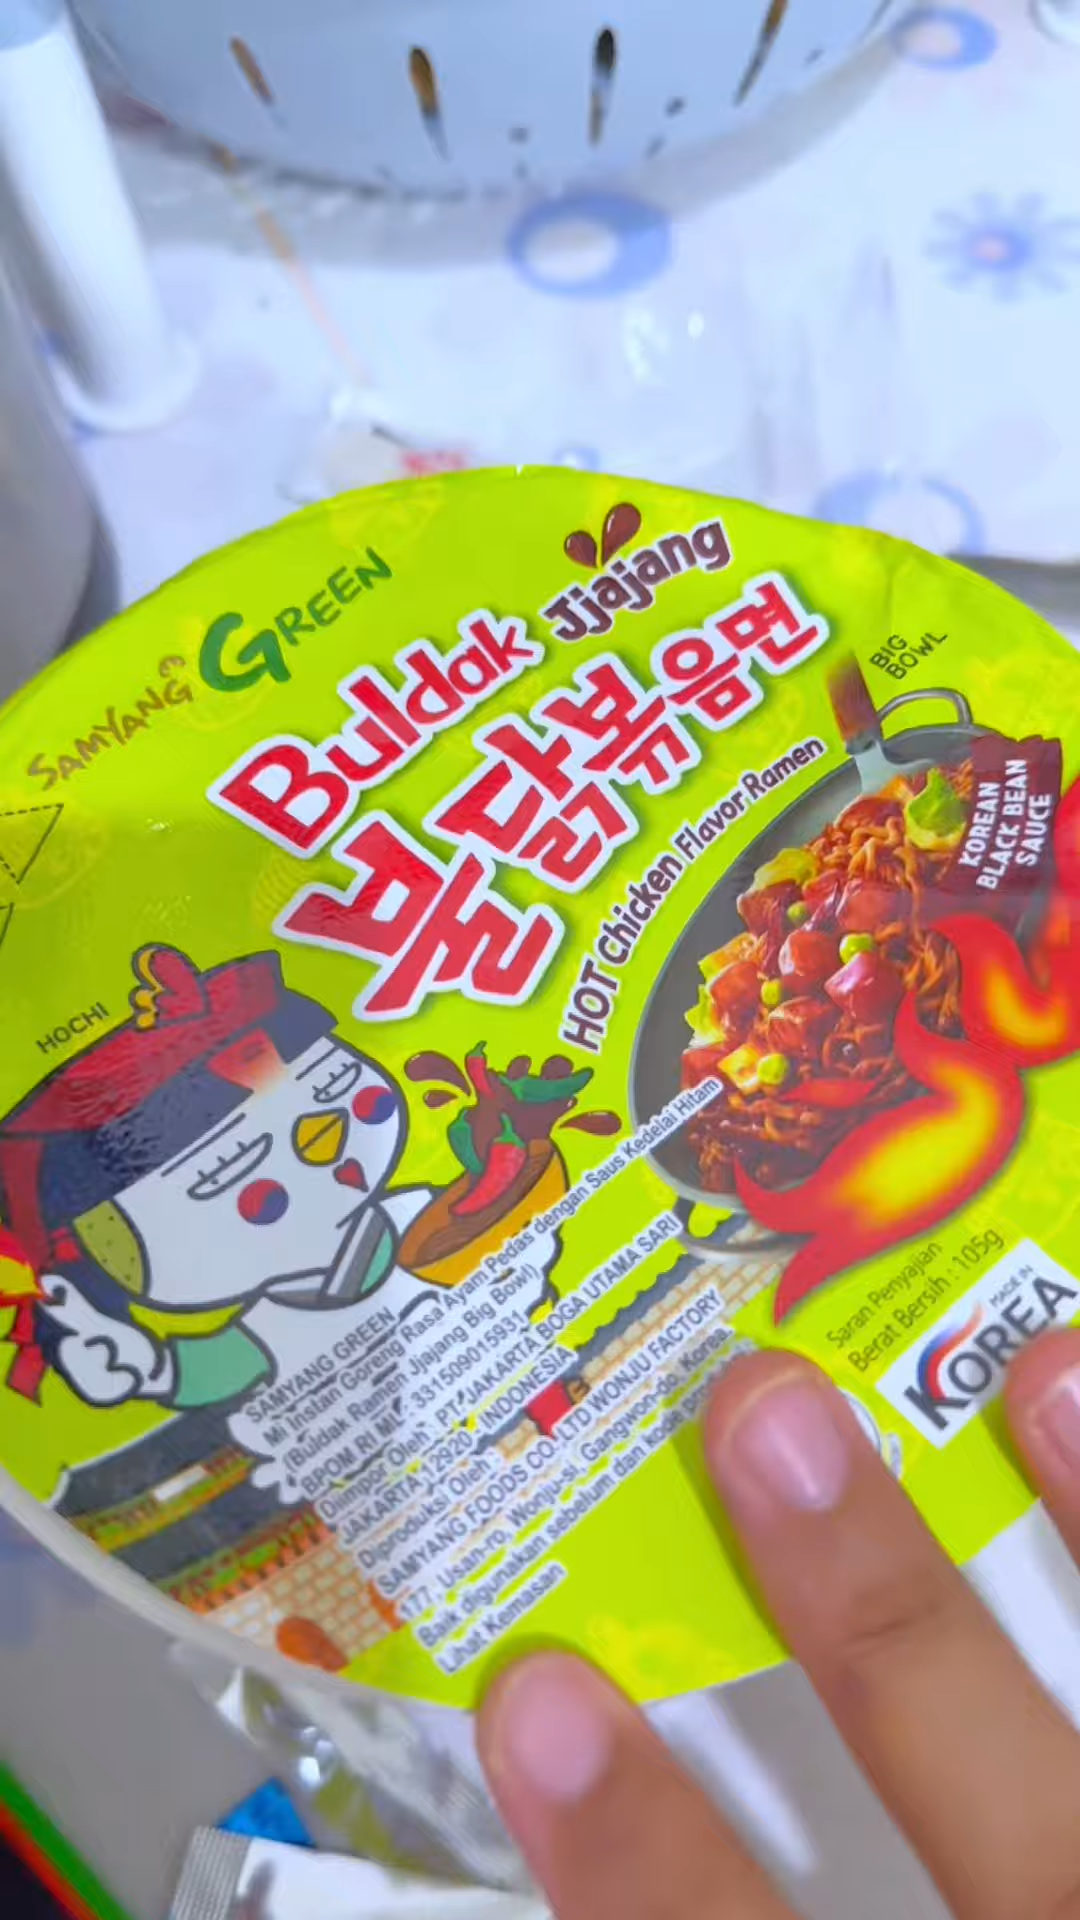 SAMYANG GREEN
Buldak Jjajang
불닭볶음면
HOT Chicken Flavor Ramen
BIG
BOWL
KOREAN
BLACK BEAN
SAUCE
HOCHI
SAMYANG GREEN
Mi Instan Goreng Rasa Ayam Pedas dengan Saus Kedelai Hitam
(Buldak Ramen Jjajang Big Bowl)
BPOM RI ML : 331509015931
Diimpor Oleh : PT JAKARTA BOGA UTAMA SARI
JAKARTA 12920 - INDONESIA
Diproduksi Oleh :
SAMYANG FOODS CO. LTD WONJU FACTORY
177, Usan-ro, Wonju-si, Gangwon-do, Korea.
Baik digunakan sebelum dan kode
Lihat Kemasan
Saran Penyajian
Berat Bersih : 105g
MADE IN
KOREA